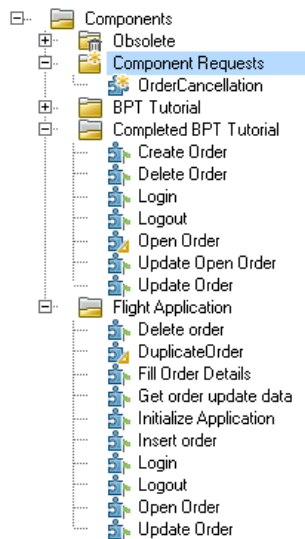 Components
Obsolete
Component Requests
OrderCancellation
BPT Tutorial
Completed BPT Tutorial
Create Order
Delete Order
Login
Logout
Open Order
Update Open Order
Update Order
Flight Application
Delete order
DuplicateOrder
Fill Order Details
Get order update data
Initialize Application
Insert order
Login
Logout
Open Order
Update Order